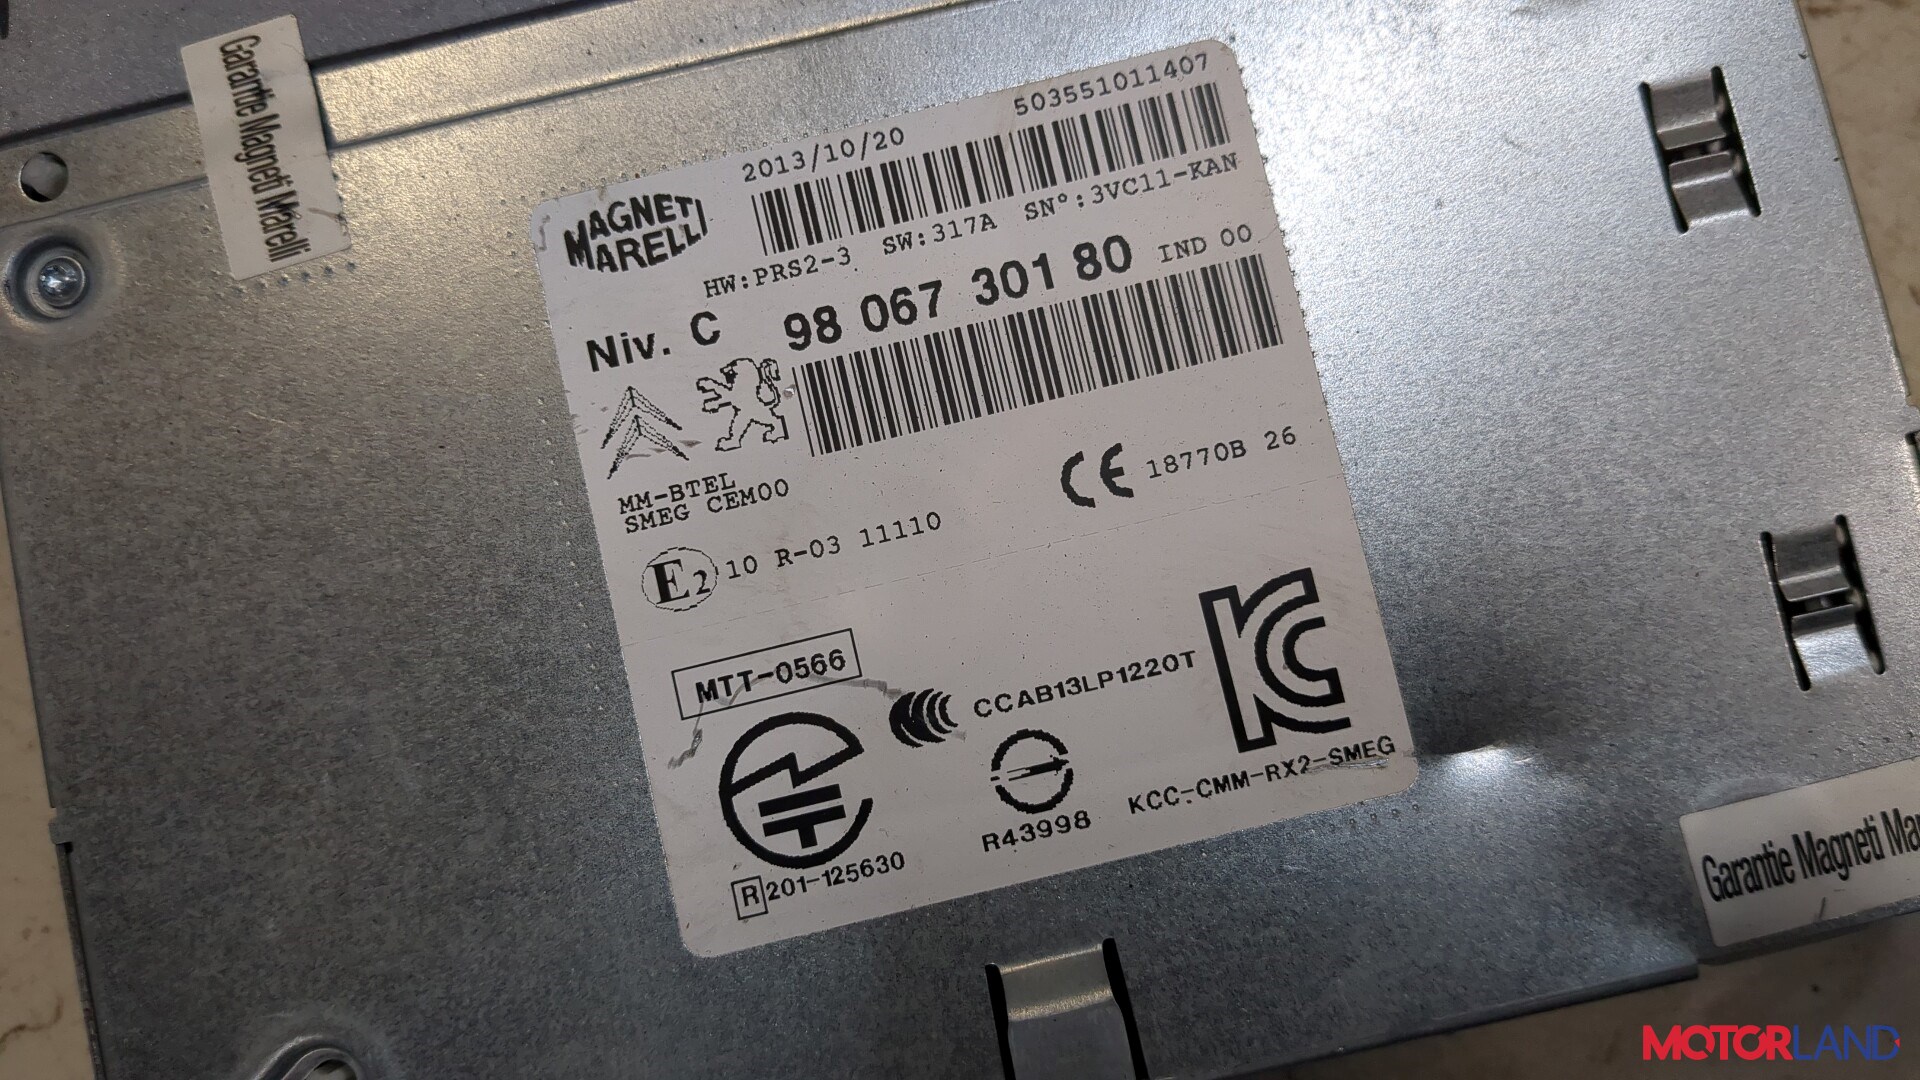 Garantie Magneti Marelli
MAGNETI MARELLI
2013/10/20
503551011407
HW:PRS2-3 SW:317A SN°:3VC11-KAN
Niv. C 98 067 301 80 IND 00
MM-BTEL
SMEG CEM00
CE 18770B 26
E2 10 R-03 11110
MTT-0566
CCAB13LP1220T
KC
R 201-125630
R43998
KCC-CMM-RX2-SMEG
Garantie Magneti Ma
MOTORLAND